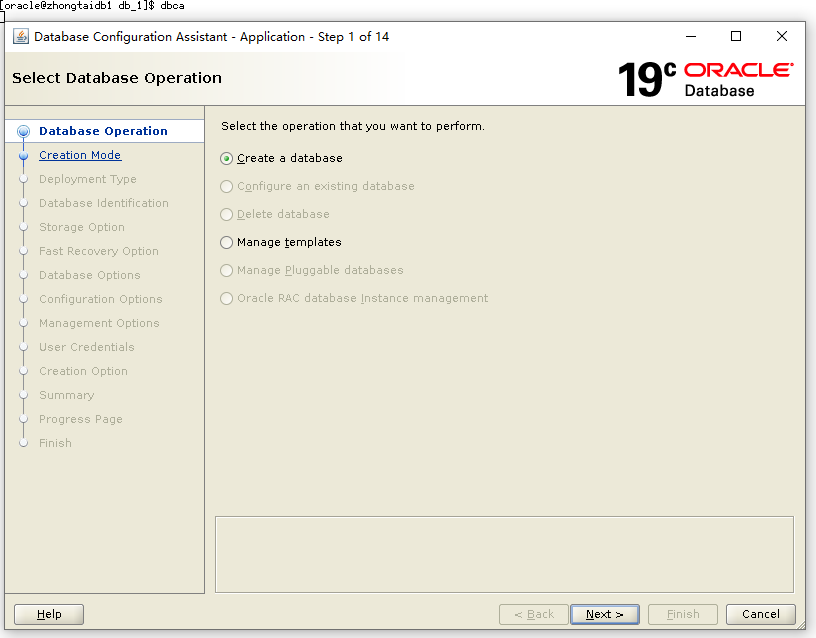 [oracle@zhongtaidb1 db_1]$ dbca
Database Configuration Assistant - Application - Step 1 of 14
Select Database Operation
19c ORACLE
Database
Database Operation
Creation Mode
Deployment Type
Database Identification
Storage Option
Fast Recovery Option
Database Options
Configuration Options
Management Options
User Credentials
Creation Option
Summary
Progress Page
Finish
Select the operation that you want to perform.
Create a database
Configure an existing database
Delete database
Manage templates
Manage Pluggable databases
Oracle RAC database Instance management
Help
< Back
Next >
Finish
Cancel